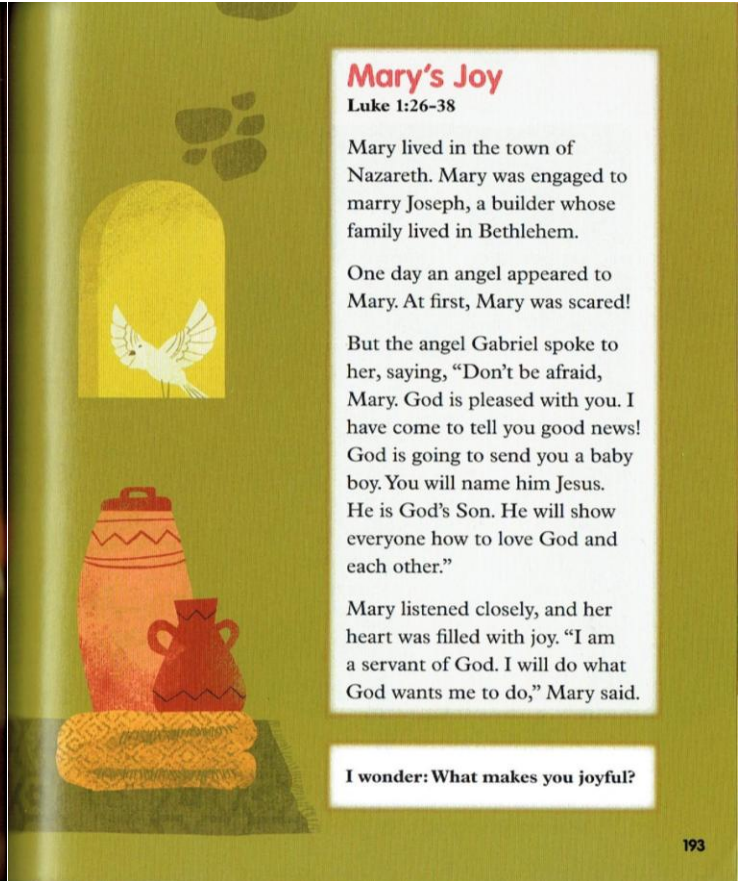 Mary's Joy
Luke 1:26–38
Mary lived in the town of
Nazareth. Mary was engaged to
marry Joseph, a builder whose
family lived in Bethlehem.
One day an angel appeared to
Mary. At first, Mary was scared!
But the angel Gabriel spoke to
her, saying, “Don’t be afraid,
Mary. God is pleased with you. I
have come to tell you good news!
God is going to send you a baby
boy. You will name him Jesus.
He is God’s Son. He will show
everyone how to love God and
each other.”
Mary listened closely, and her
heart was filled with joy. “I am
a servant of God. I will do what
God wants me to do,” Mary said.
I wonder: What makes you joyful?
193